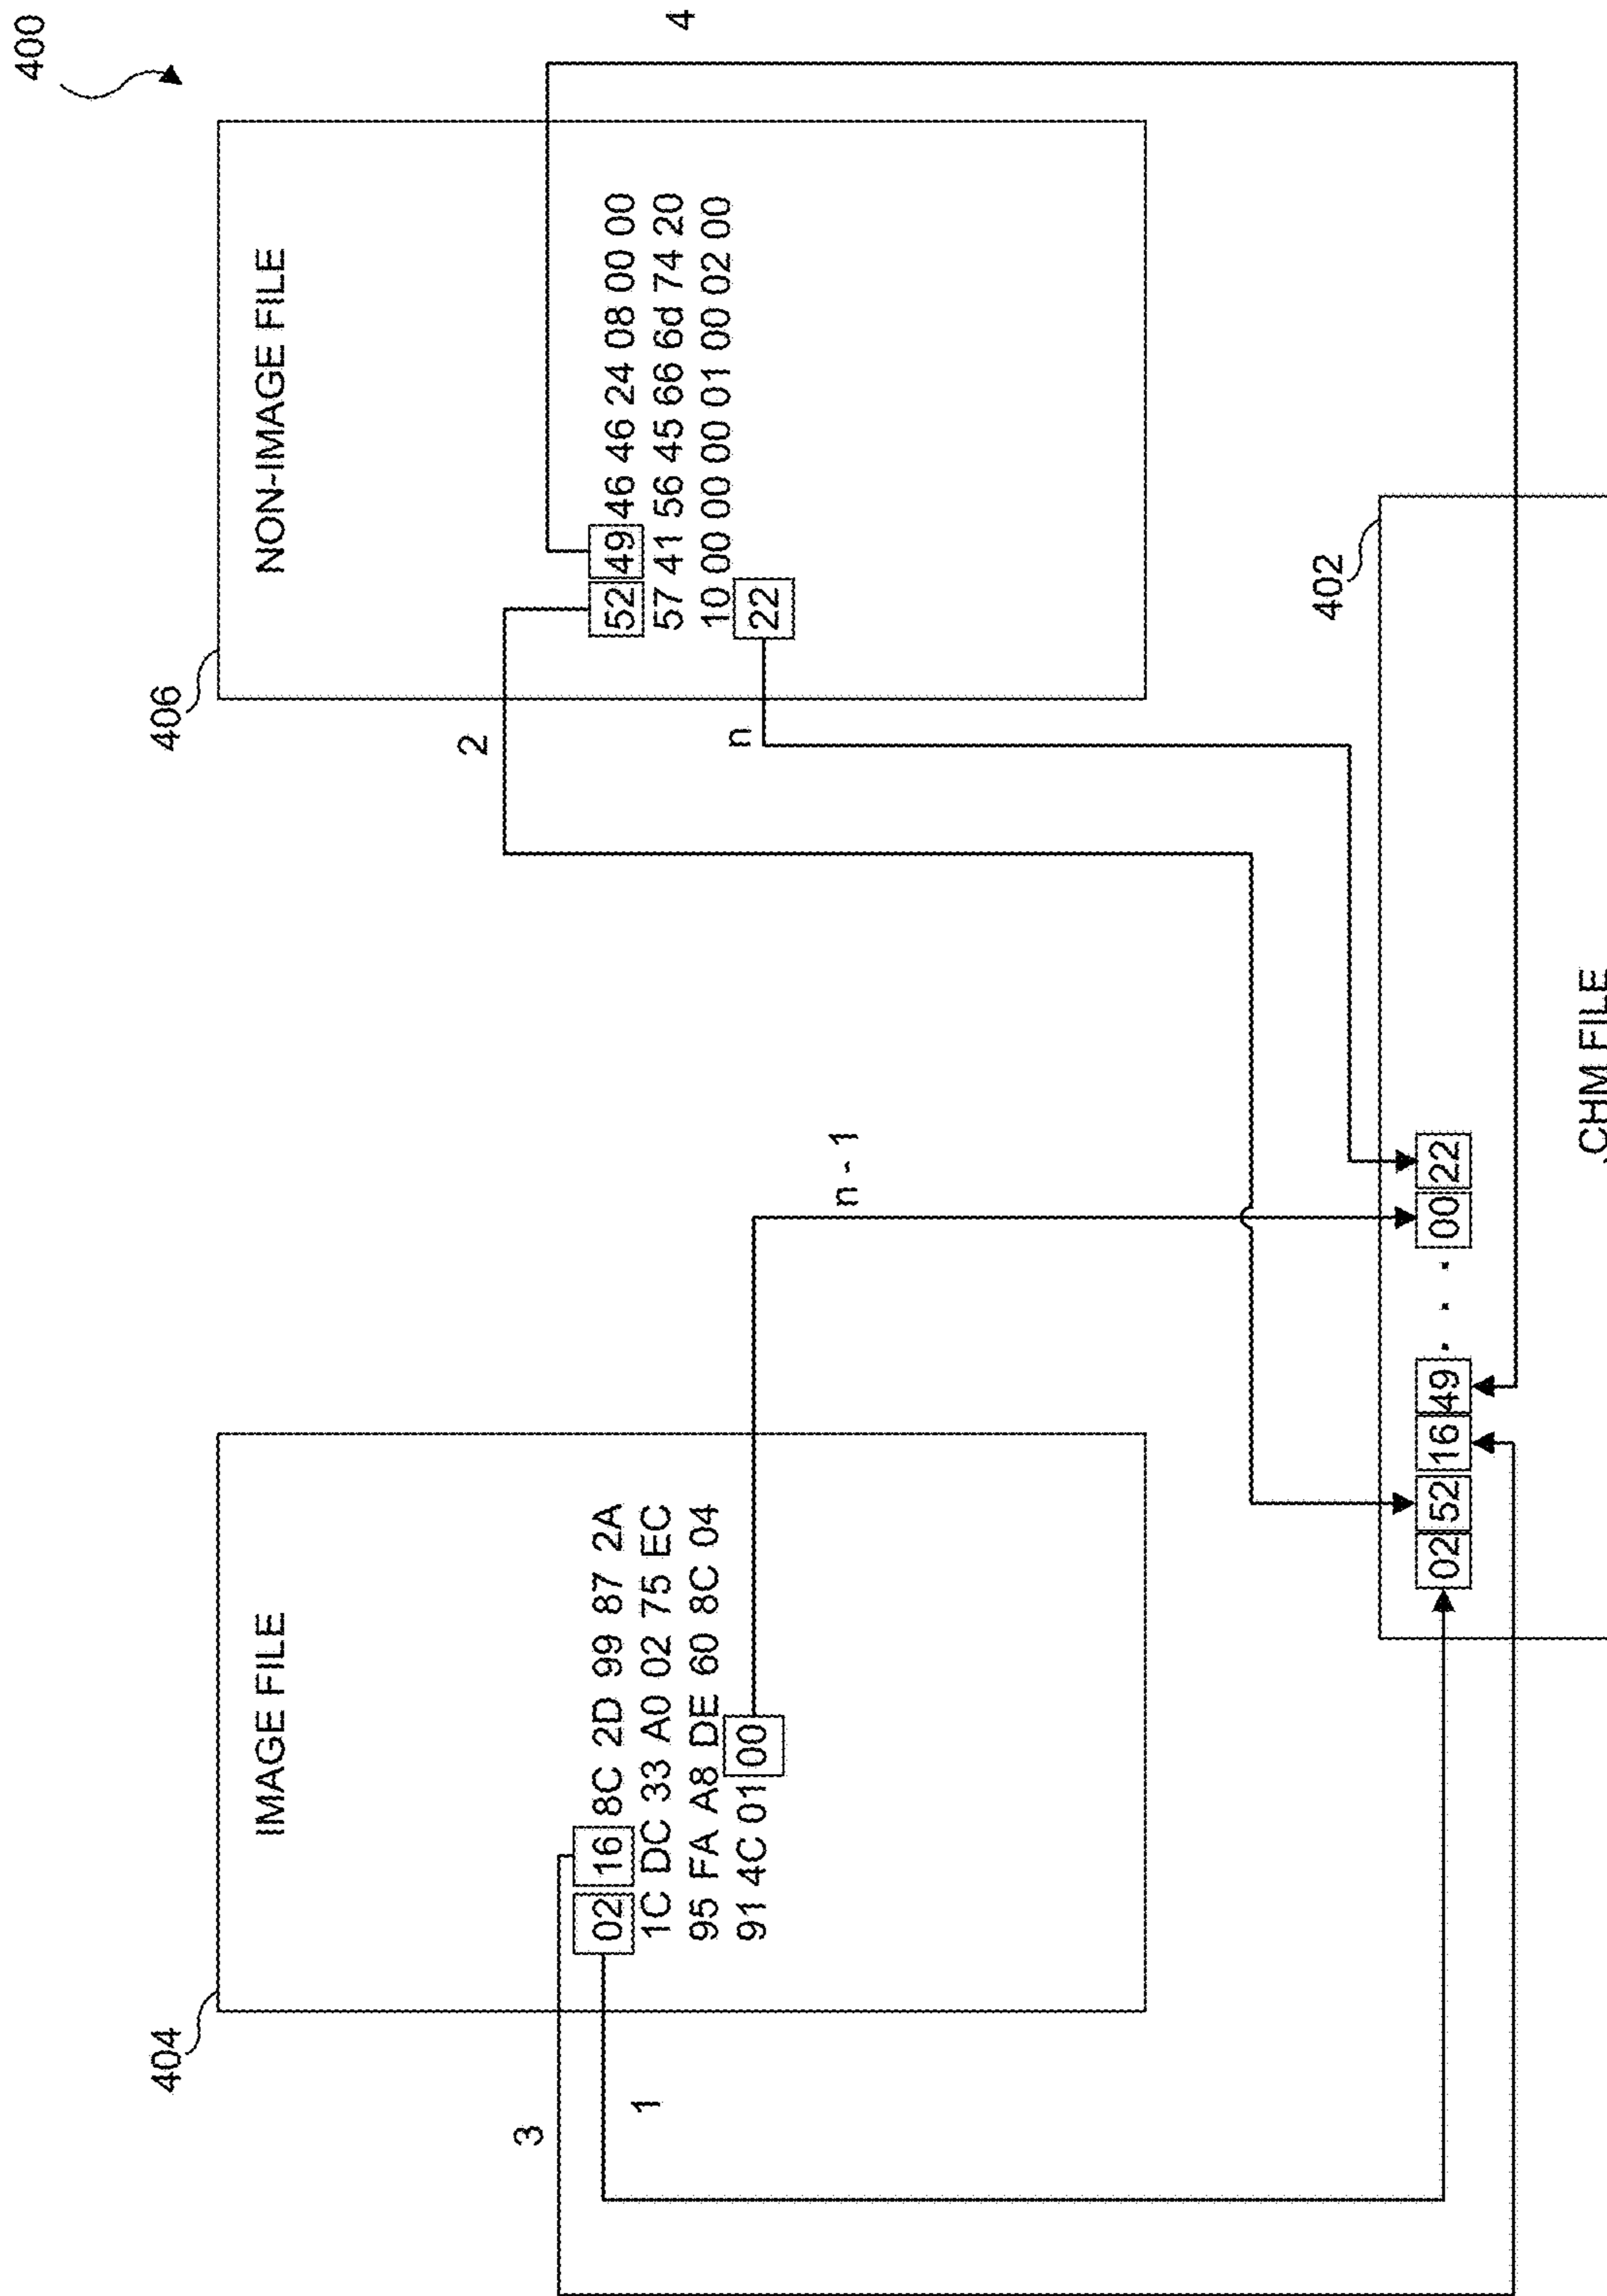 400
404
IMAGE FILE
3
02 16 8C 2D 99 87 2A
1C DC 33 A0 02 75 EC
95 FA A8 DE 60 8C 04
91 4C 01 00
1
n - 1
406
NON-IMAGE FILE
4
2
52 49 46 46 24 08 00 00
57 41 56 45 66 6d 74 20
10 00 00 00 01 00 02 00
22
n
402
02 52 16 49 . . . 00 22
CHM FILE